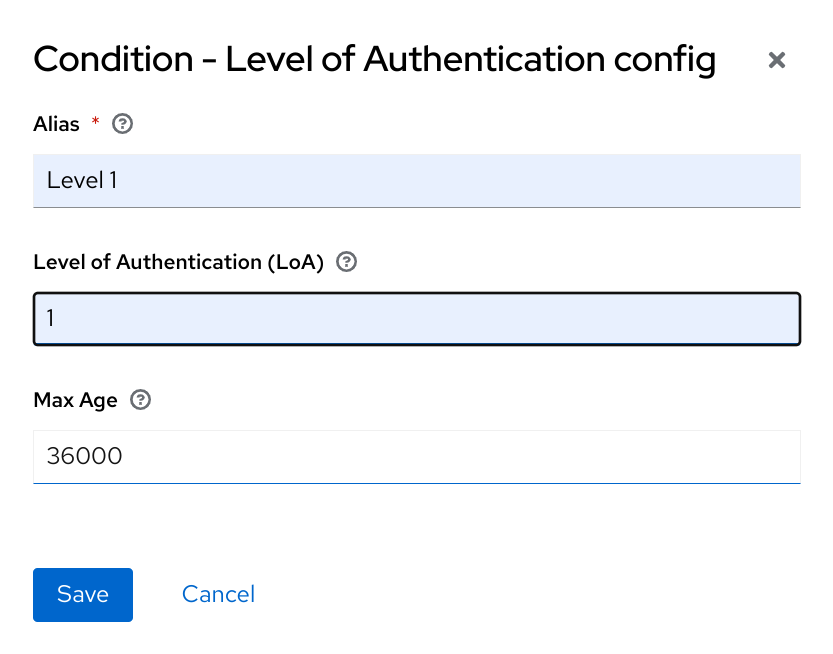 Condition - Level of Authentication config
Alias *
Level 1
Level of Authentication (LoA)
1
Max Age
36000
Save Cancel